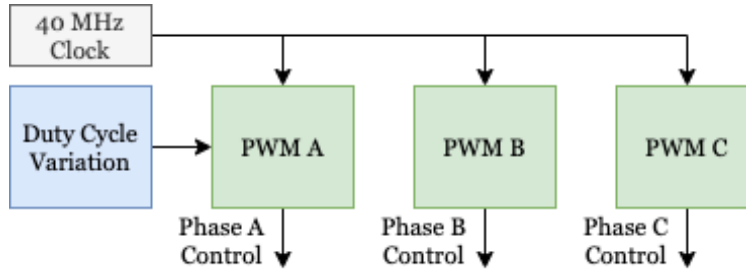 40 MHz
Clock
Duty Cycle
Variation
PWM A
PWM B
PWM C
Phase A
Control
Phase B
Control
Phase C
Control